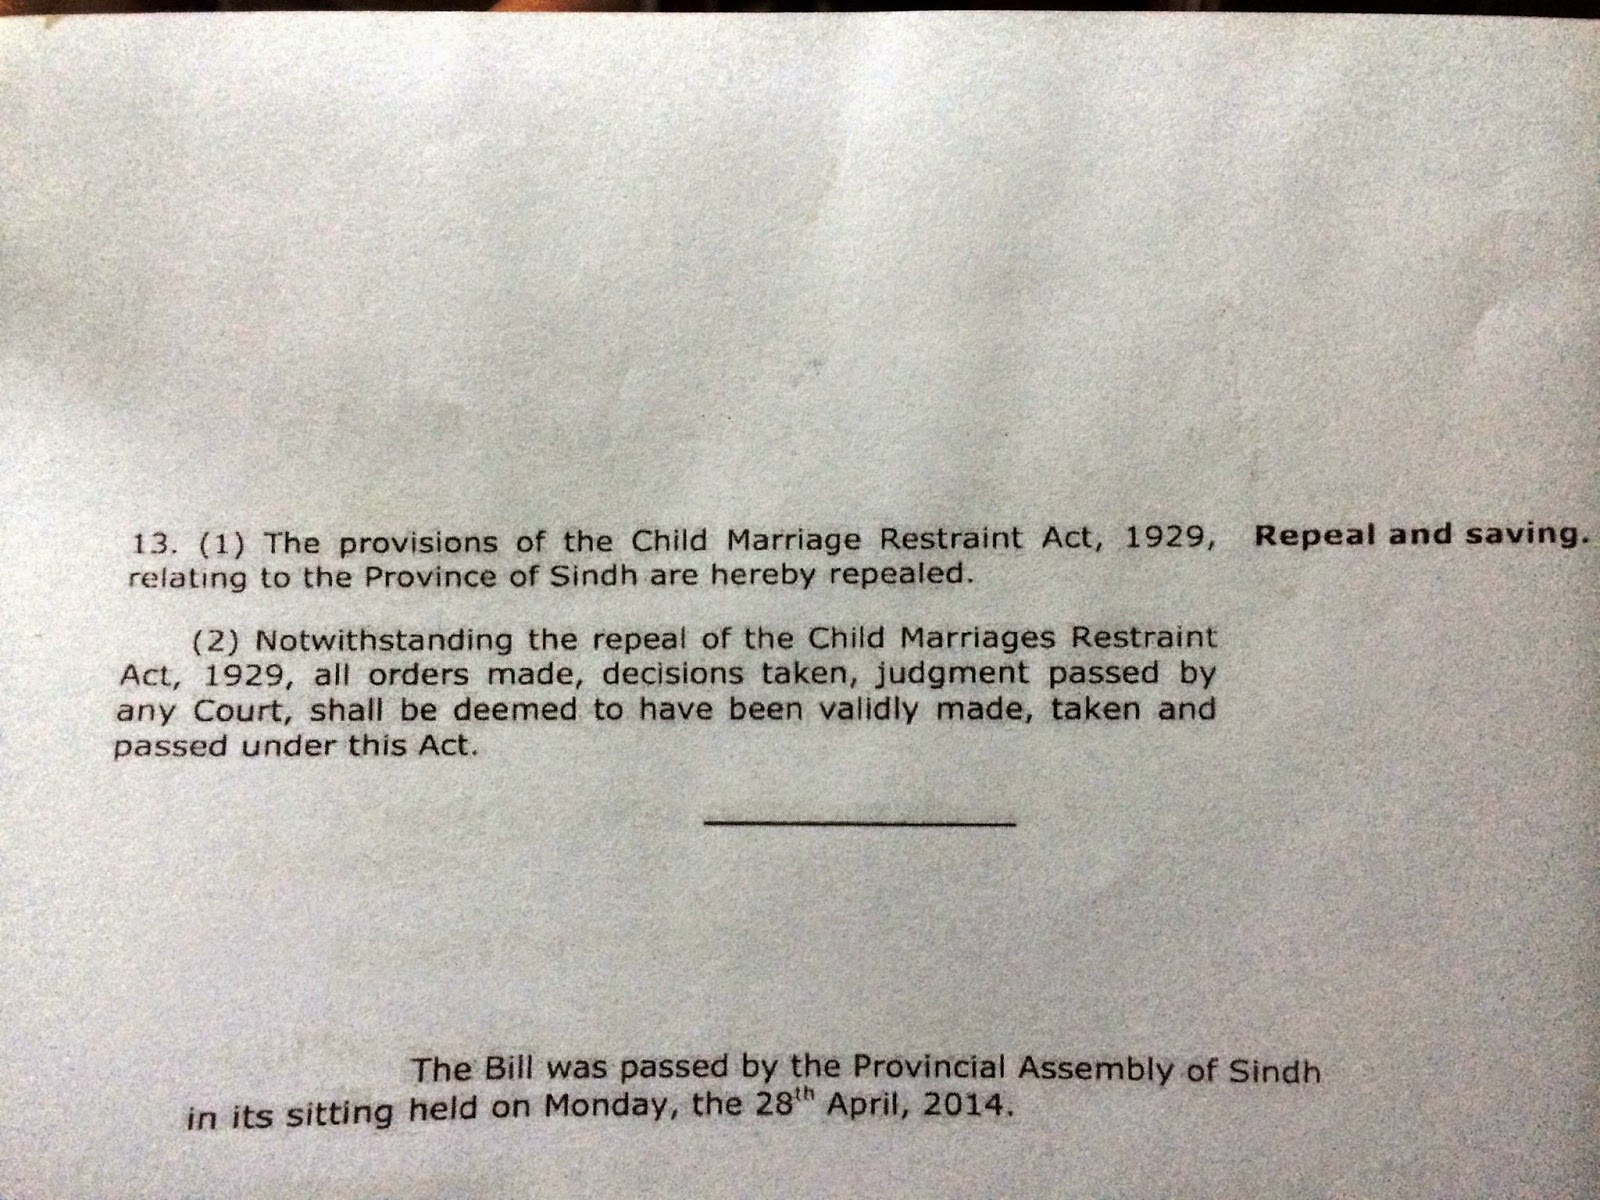 13. (1) The provisions of the Child Marriage Restraint Act, 1929, Repeal and saving.
relating to the Province of Sindh are hereby repealed.
(2) Notwithstanding the repeal of the Child Marriages Restraint
Act, 1929, all orders made, decisions taken, judgment passed by
any Court, shall be deemed to have been validly made, taken and
passed under this Act.
The Bill was passed by the Provincial Assembly of Sindh
in its sitting held on Monday, the 28th April, 2014.